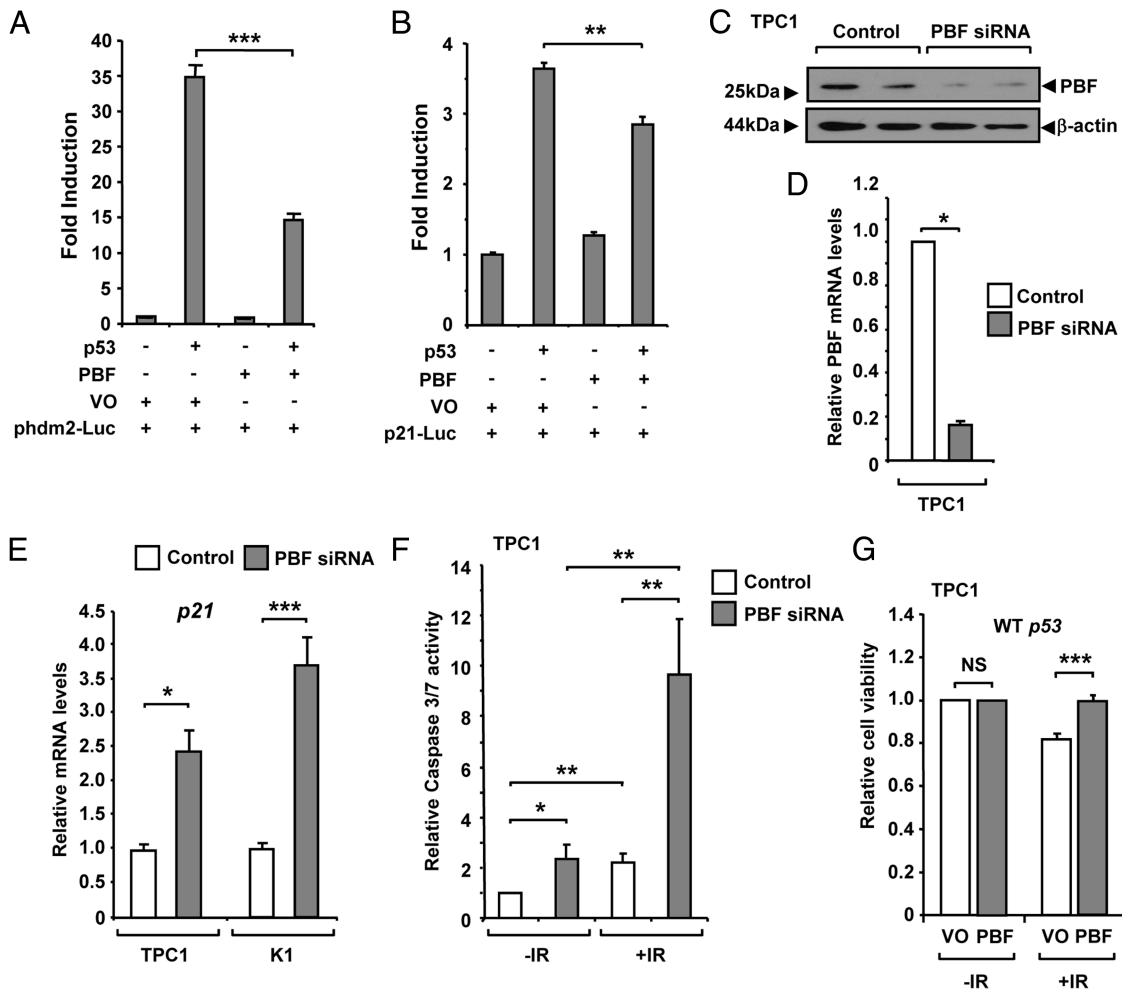 A
40
35
30
25
20
15
10
5
0
Fold Induction
***
p53 - + - +
PBF - - + +
VO + + - -
phdm2-Luc + + + +
B
4
3
2
1
0
Fold Induction
**
p53 - + - +
PBF - - + +
VO + + - -
p21-Luc + + + +
C TPC1
Control PBF siRNA
25kDa PBF
44kDa β-actin
D
1.2
1.0
0.8
0.6
0.4
0.2
0
Relative PBF mRNA levels
*
Control
PBF siRNA
TPC1
E
Control PBF siRNA
p21
4.5
4.0
3.5
3.0
2.5
2.0
1.5
1.0
0.5
0
Relative mRNA levels
*
***
TPC1 K1
F TPC1
14
12
10
8
6
4
2
0
Relative Caspase 3/7 activity
**
**
**
*
Control
PBF siRNA
-IR +IR
G
TPC1
WT p53
1.4
1.2
1.0
0.8
0.6
0.4
0.2
0
Relative cell viability
NS
***
VO PBF VO PBF
-IR +IR